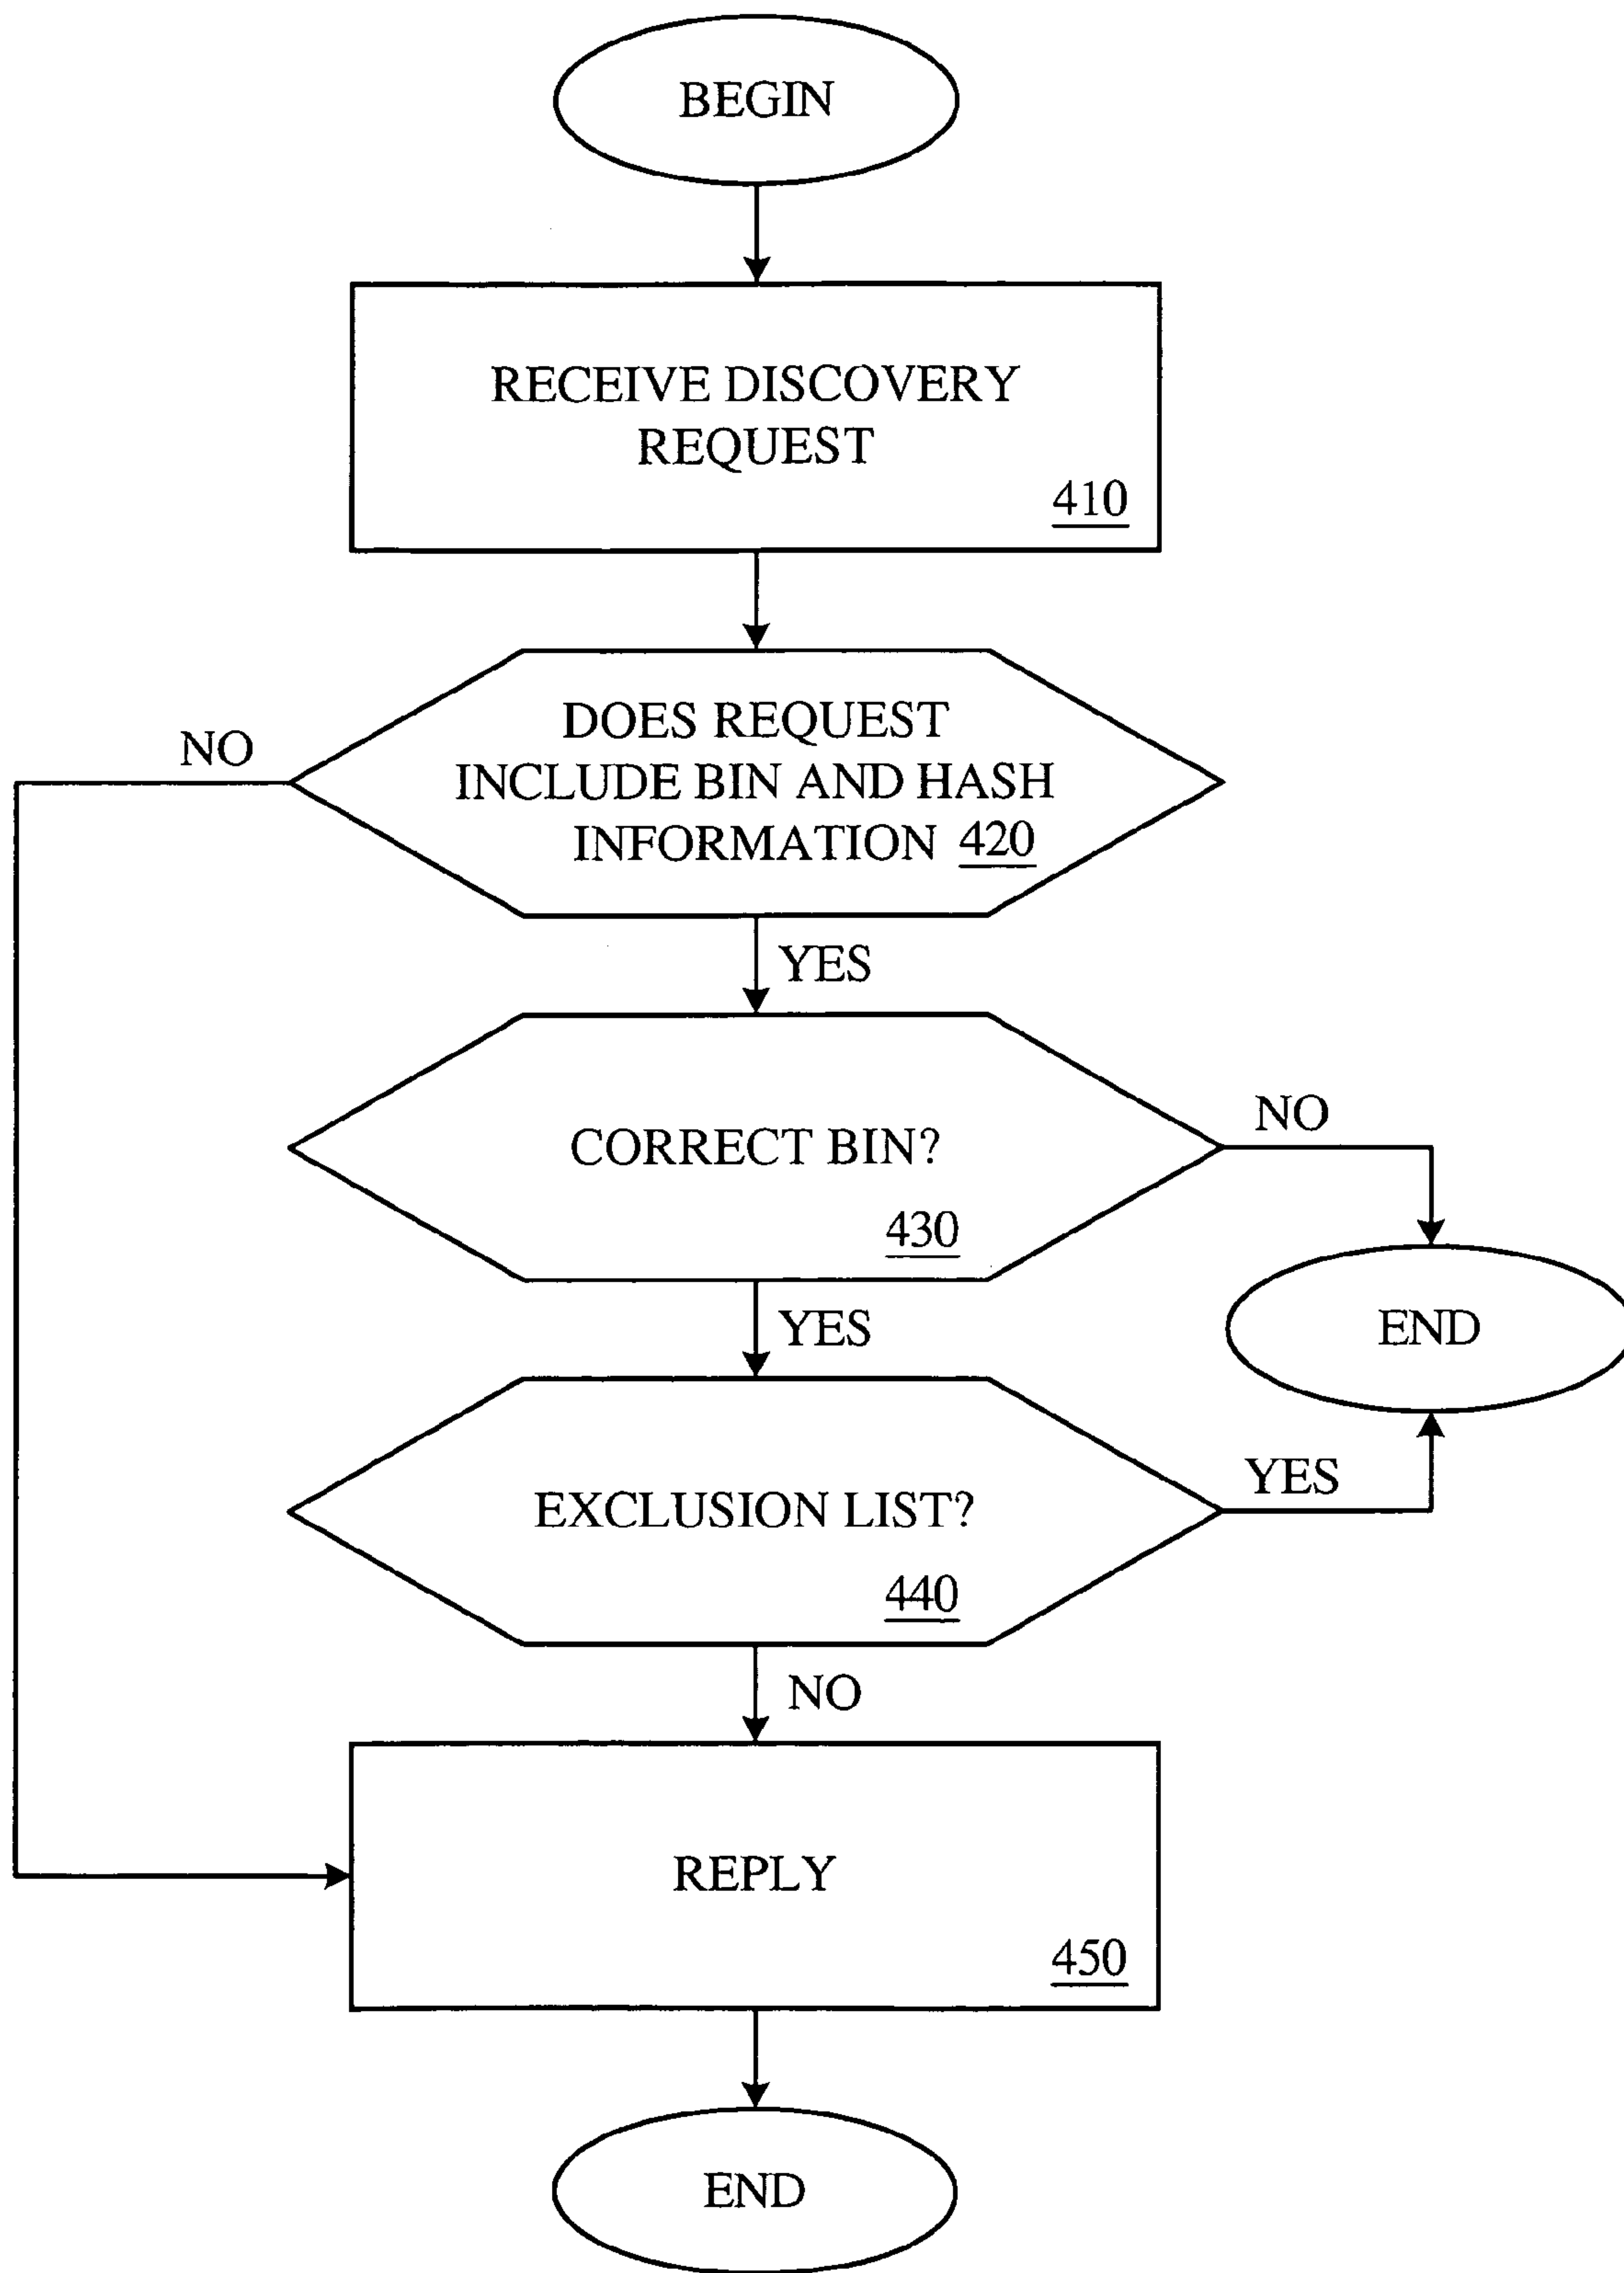 BEGIN
RECEIVE DISCOVERY
REQUEST
410
DOES REQUEST
INCLUDE BIN AND HASH
INFORMATION 420
NO
YES
CORRECT BIN?
430
NO
END
YES
EXCLUSION LIST?
440
YES
NO
REPLY
450
END